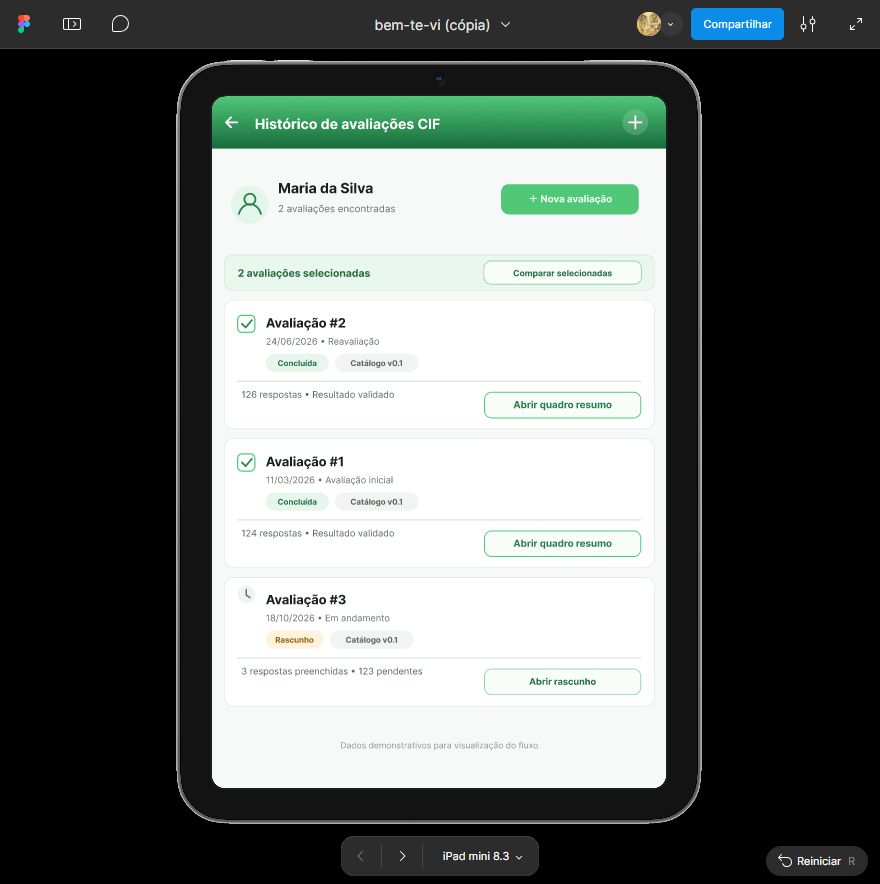 bem-te-vi (cópia)
Compartilhar
Histórico de avaliações CIF
Maria da Silva
2 avaliações encontradas
+ Nova avaliação
2 avaliações selecionadas
Comparar selecionadas
Avaliação #2
24/06/2026 • Reavaliação
Concluída
Catálogo v0.1
126 respostas • Resultado validado
Abrir quadro resumo
Avaliação #1
11/03/2026 • Avaliação inicial
Concluída
Catálogo v0.1
124 respostas • Resultado validado
Abrir quadro resumo
Avaliação #3
18/10/2026 • Em andamento
Rascunho
Catálogo v0.1
3 respostas preenchidas • 123 pendentes
Abrir rascunho
Dados demonstrativos para visualização do fluxo
iPad mini 8.3
Reiniciar R